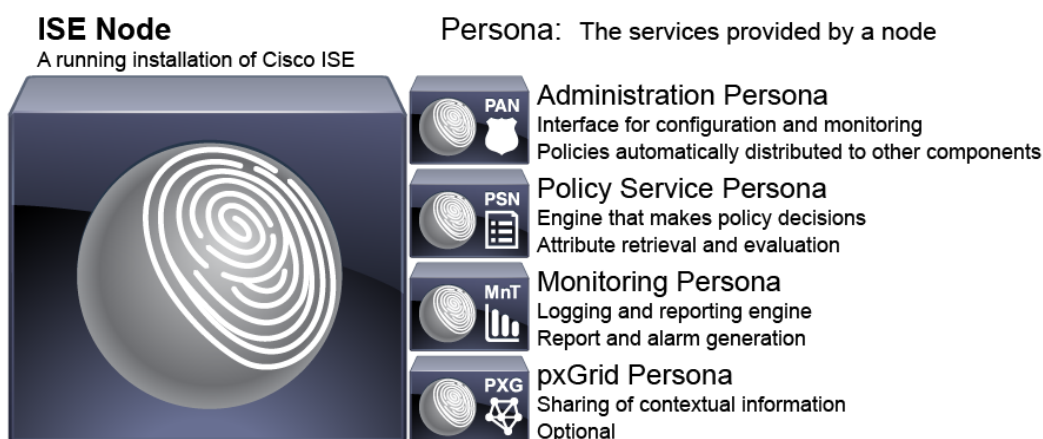 ISE Node
A running installation of Cisco ISE
Persona: The services provided by a node
PAN
Administration Persona
Interface for configuration and monitoring
Policies automatically distributed to other components
PSN
Policy Service Persona
Engine that makes policy decisions
Attribute retrieval and evaluation
MnT
Monitoring Persona
Logging and reporting engine
Report and alarm generation
PXG
pxGrid Persona
Sharing of contextual information
Optional